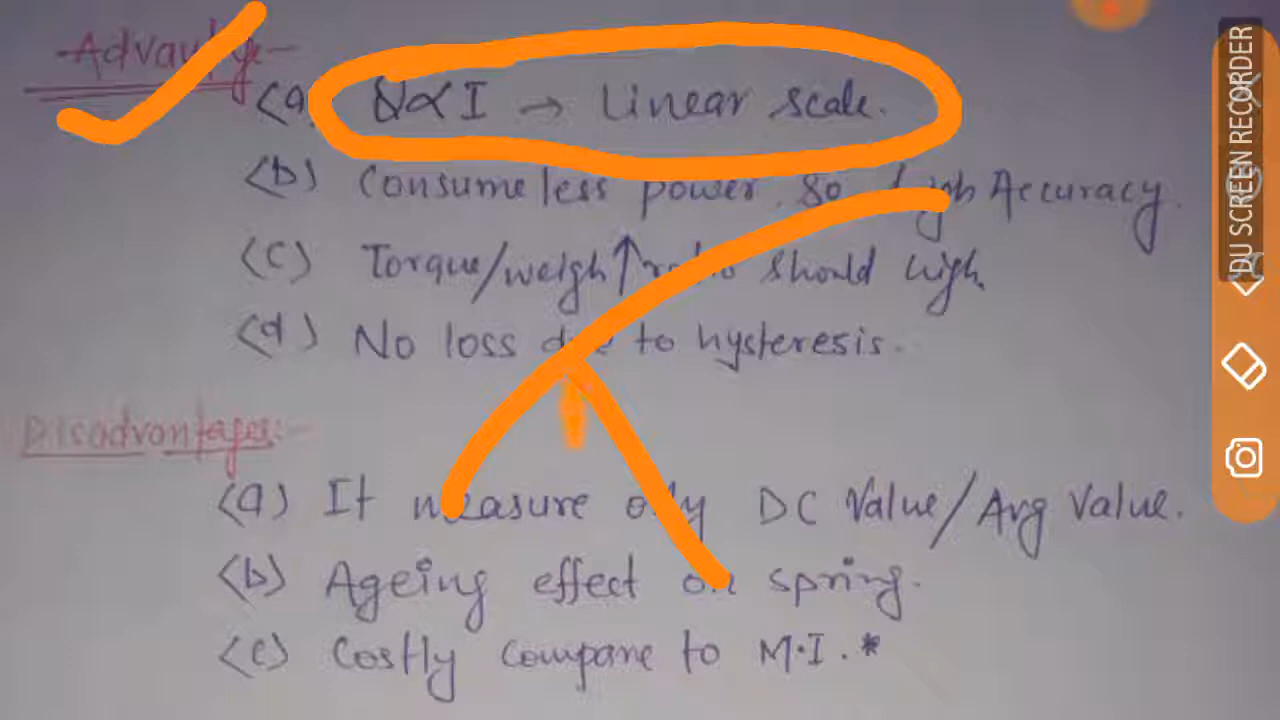 Advantage:-
(a) θ∝I → Linear scale.
(b) Consume less power. So high Accuracy.
(c) Torque/weigh↑ratio should high.
(d) No loss due to hysteresis.
Disadvantages:-
(a) It measure only DC Value/Avg Value.
(b) Ageing effect on spring.
(c) Costly compare to M.I.*
DU SCREEN RECORDER